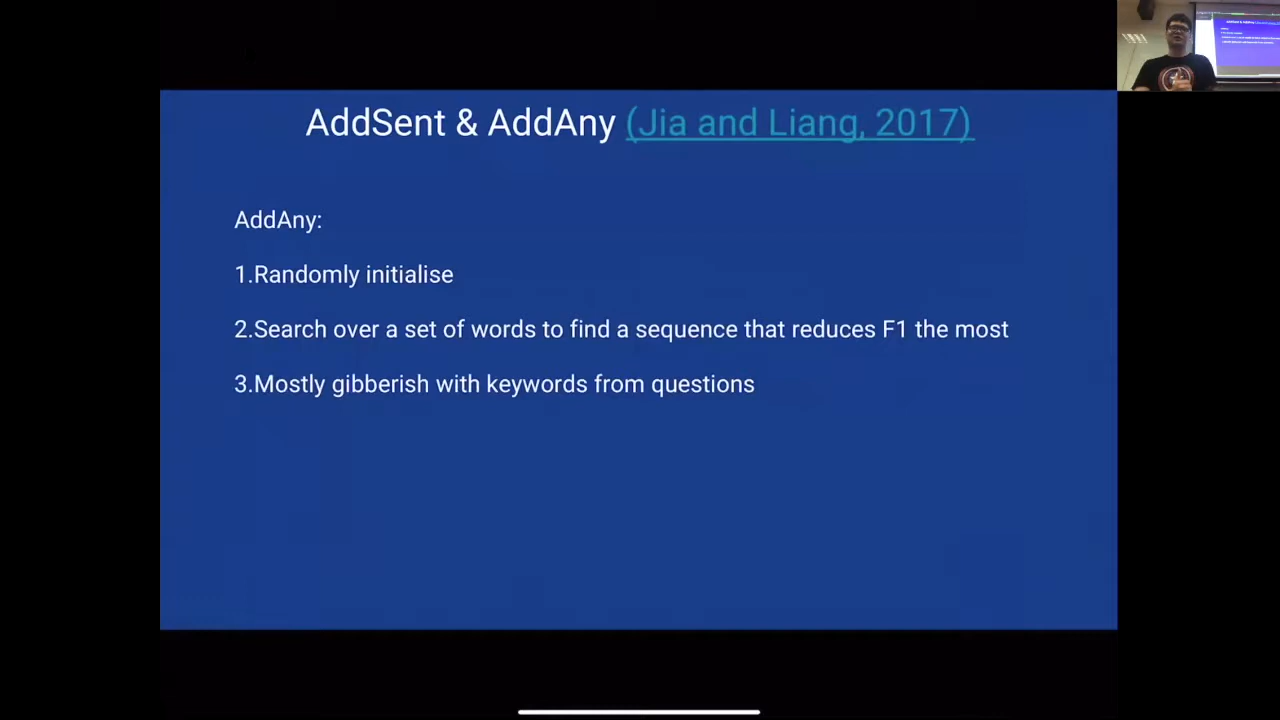 AddSent & AddAny (Jia and Liang, 2017)
AddAny:
1.Randomly initialise
2.Search over a set of words to find a sequence that reduces F1 the most
3.Mostly gibberish with keywords from questions